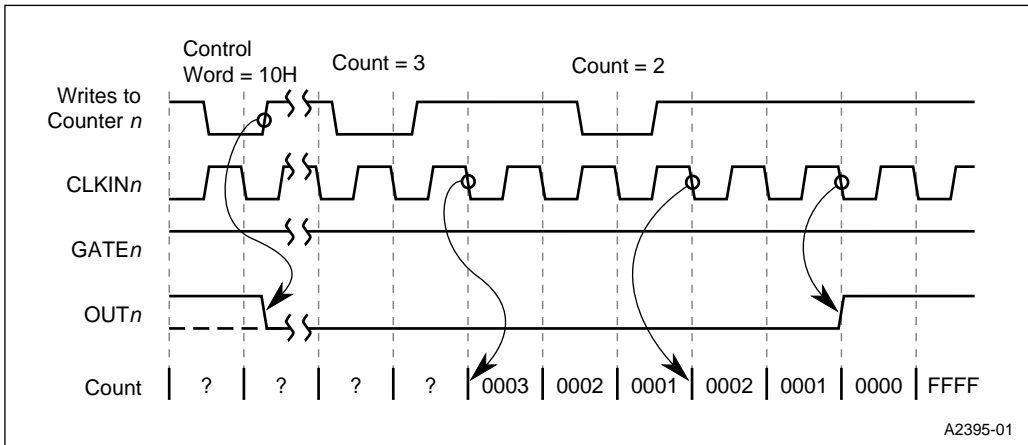 Control
Word = 10H
Count = 3
Count = 2
Writes to
Counter n
CLKINn
GATEn
OUTn
Count ? ? ? ? 0003 0002 0001 0002 0001 0000 FFFF
A2395-01